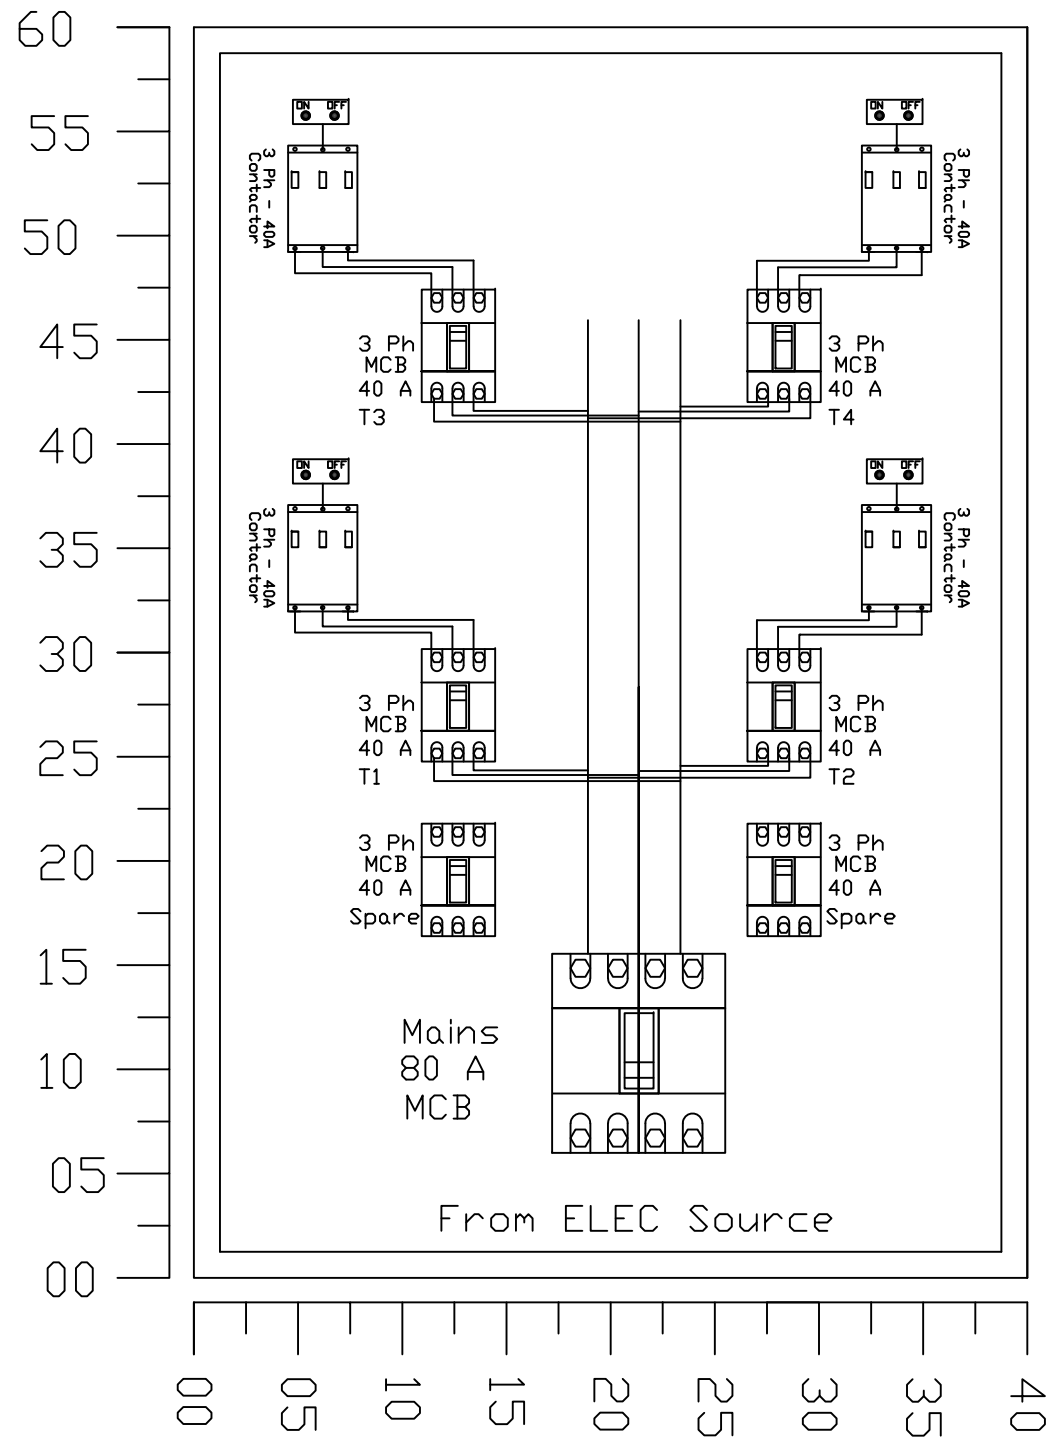 60
55
50
45
40
35
30
25
20
15
10
05
00
ON OFF
3 Ph - 40A
Contactor
ON OFF
3 Ph - 40A
Contactor
3 Ph
MCB
40 A
T3
3 Ph
MCB
40 A
T4
ON OFF
3 Ph - 40A
Contactor
ON OFF
3 Ph - 40A
Contactor
3 Ph
MCB
40 A
T1
3 Ph
MCB
40 A
T2
3 Ph
MCB
40 A
Spare
3 Ph
MCB
40 A
Spare
Mains
80 A
MCB
From ELEC Source
00
05
10
15
20
25
30
35
40